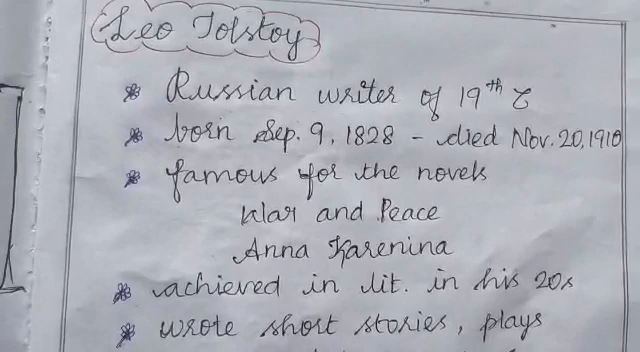 Leo Tolstoy
Russian writer of 19th C
born Sep. 9, 1828 - died Nov. 20, 1910
famous for the novels
War and Peace
Anna Karenina
achieved in lit. in his 20s
wrote short stories, plays